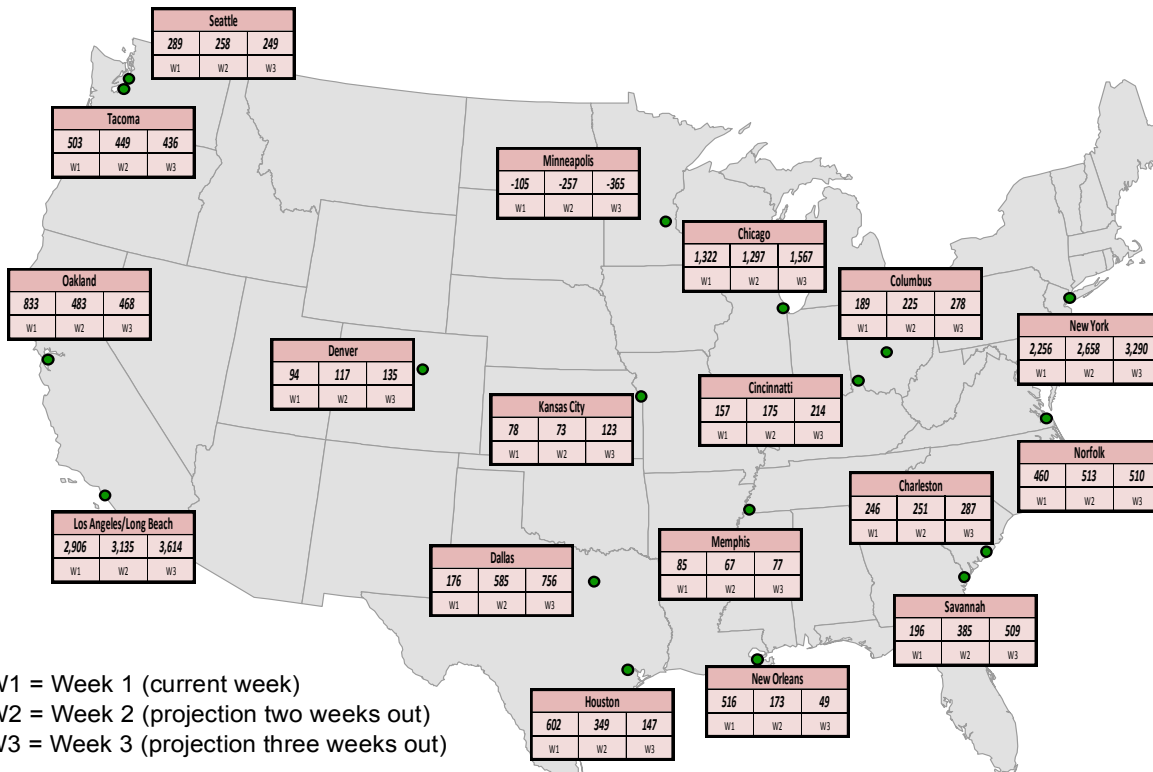 Seattle
289 258 249
W1 W2 W3
Tacoma
503 449 436
W1 W2 W3
Minneapolis
-105 -257 -365
W1 W2 W3
Chicago
1,322 1,297 1,567
W1 W2 W3
Oakland
833 483 468
W1 W2 W3
Columbus
189 225 278
W1 W2 W3
New York
2,256 2,658 3,290
W1 W2 W3
Denver
94 117 135
W1 W2 W3
Cincinnatti
157 175 214
W1 W2 W3
Kansas City
78 73 123
W1 W2 W3
Norfolk
460 513 510
W1 W2 W3
Charleston
246 251 287
W1 W2 W3
Los Angeles/Long Beach
2,906 3,135 3,614
W1 W2 W3
Memphis
85 67 77
W1 W2 W3
Dallas
176 585 756
W1 W2 W3
Savannah
196 385 509
W1 W2 W3
New Orleans
516 173 49
W1 W2 W3
Houston
602 349 147
W1 W2 W3
W1 = Week 1 (current week)
W2 = Week 2 (projection two weeks out)
W3 = Week 3 (projection three weeks out)